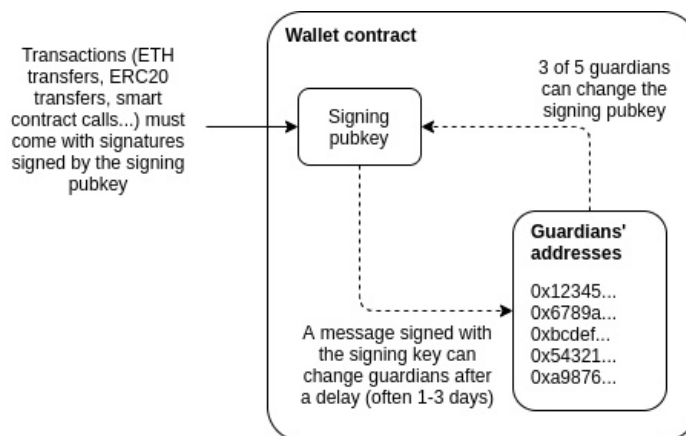 Transactions (ETH
transfers, ERC20
transfers, smart
contract calls...) must
come with signatures
signed by the signing
pubkey
Wallet contract
Signing
pubkey
3 of 5 guardians
can change the
signing pubkey
Guardians'
addresses
0x12345...
0x6789a...
0xbcdef...
0x54321...
0xa9876...
A message signed with
the signing key can
change guardians after
a delay (often 1-3 days)